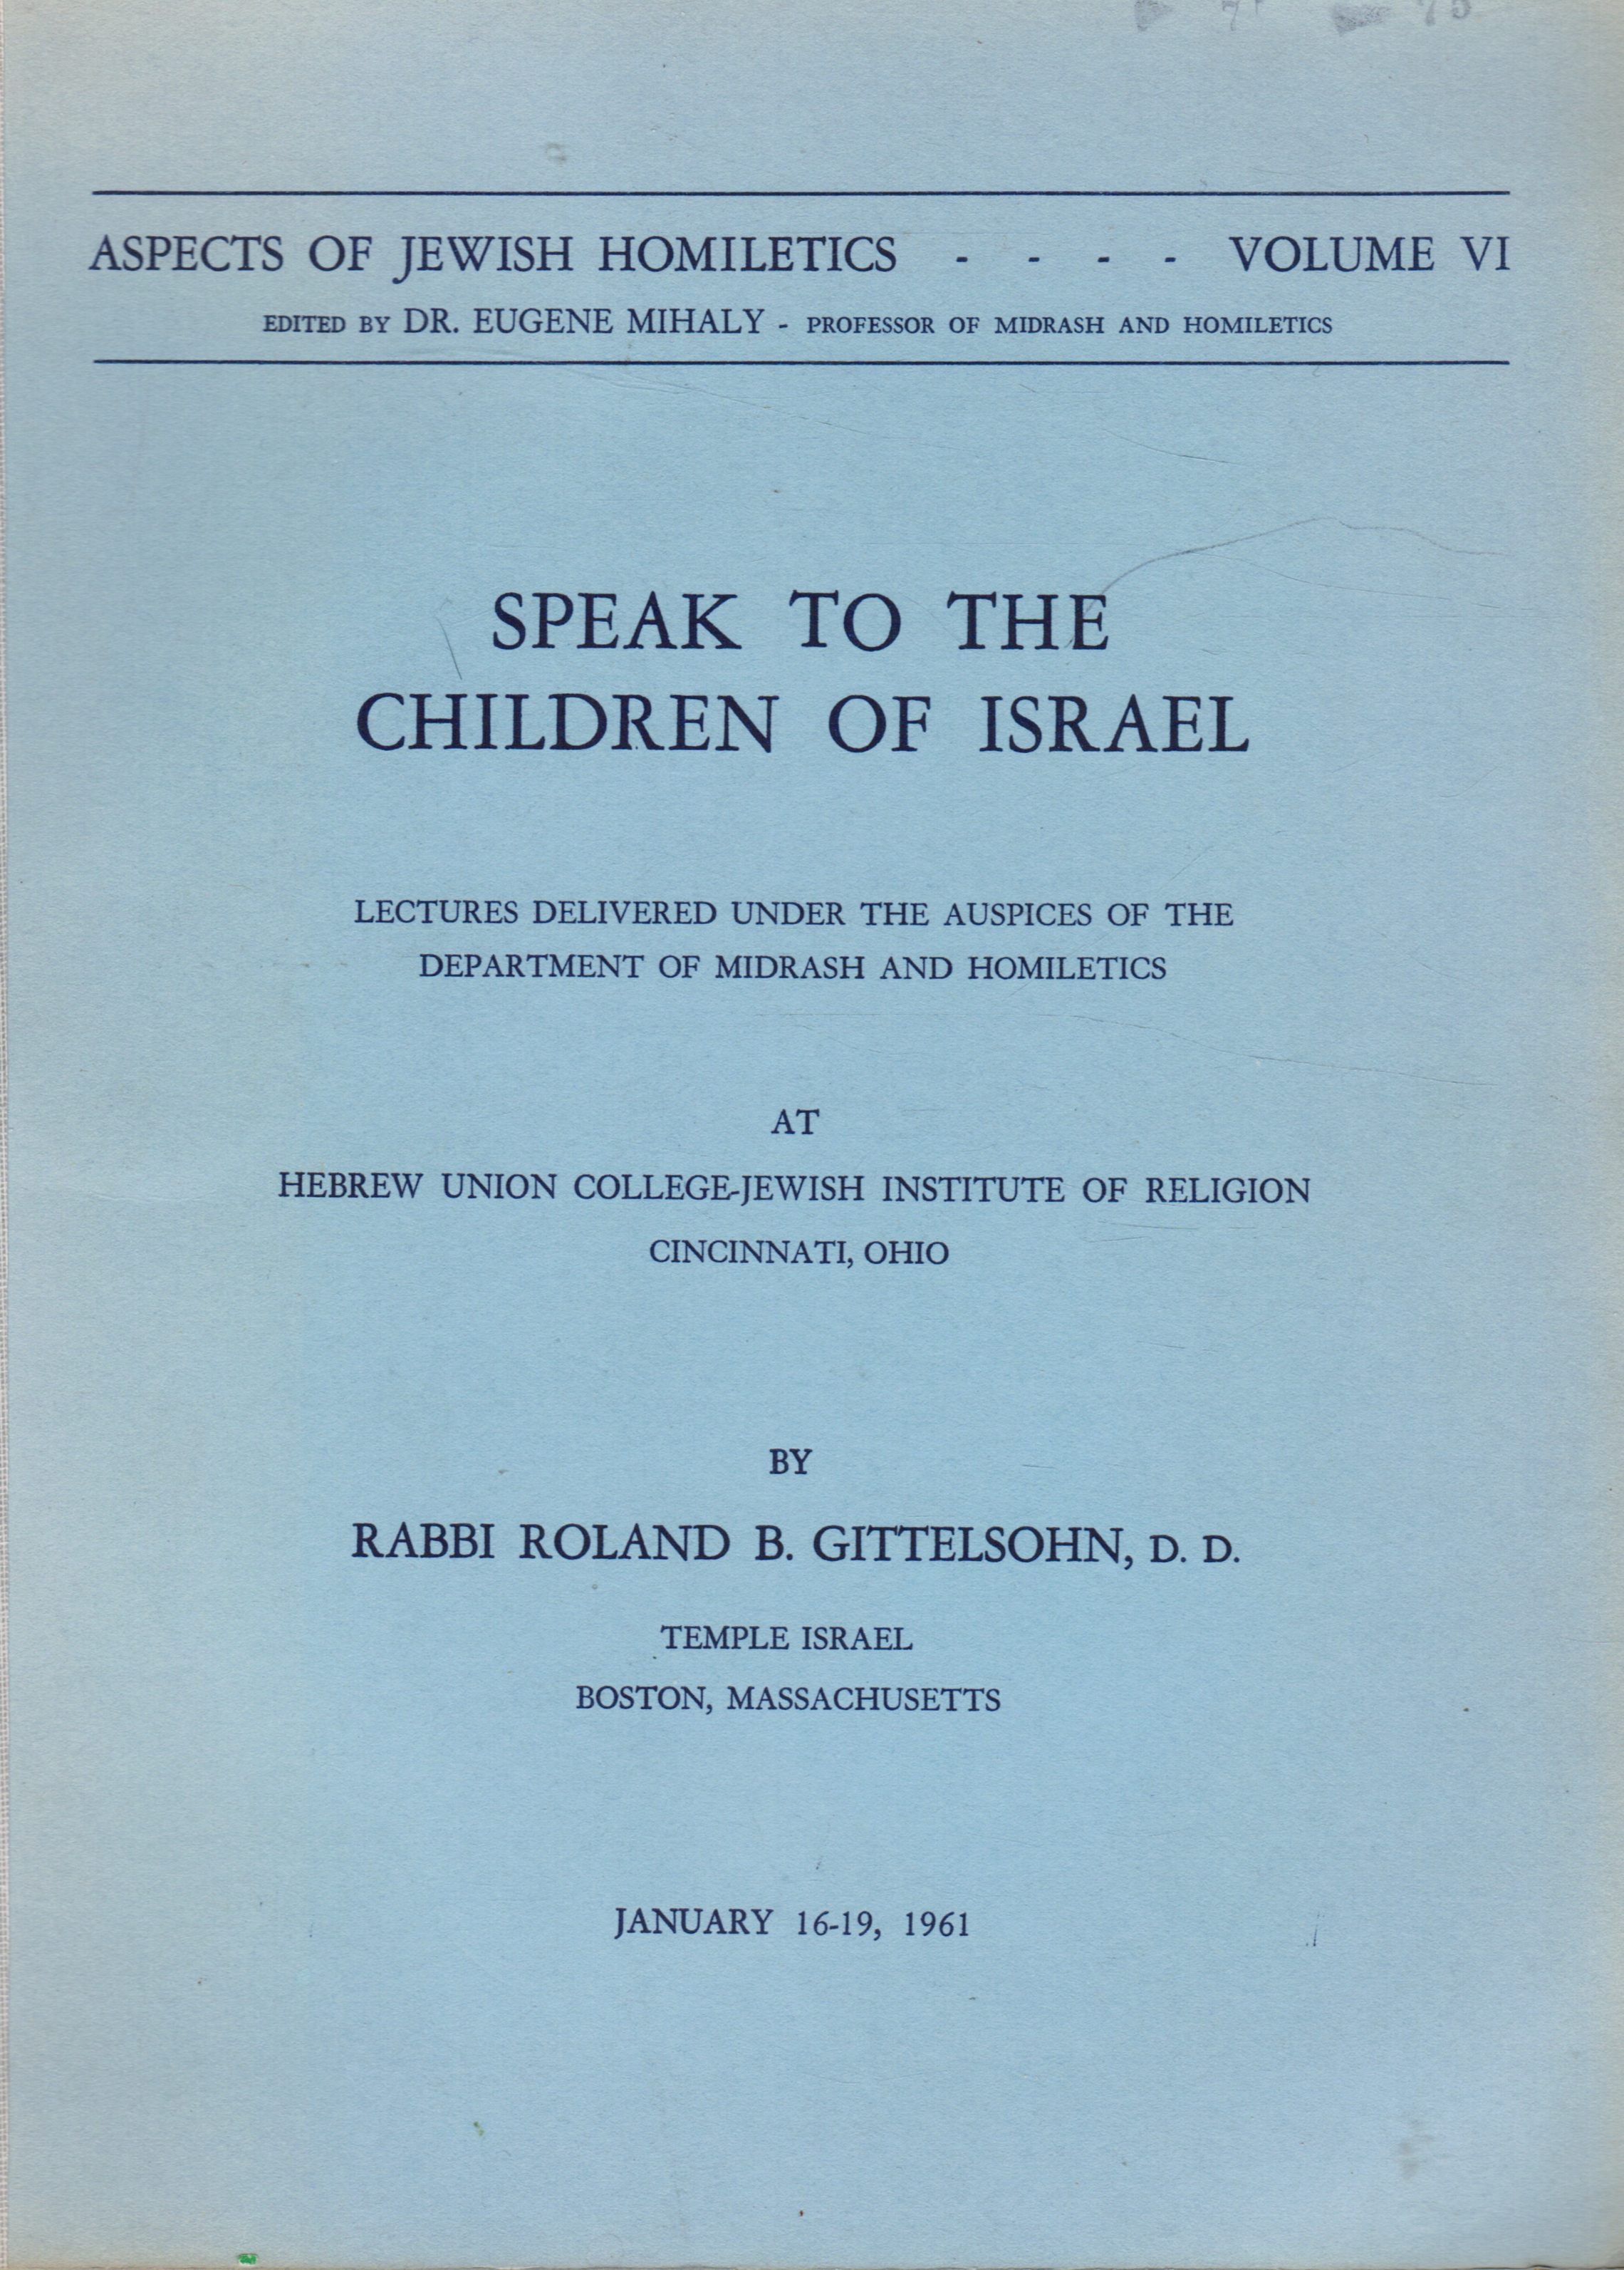 ASPECTS OF JEWISH HOMILETICS - - - - VOLUME VI
EDITED BY DR. EUGENE MIHALY - PROFESSOR OF MIDRASH AND HOMILETICS
SPEAK TO THE
CHILDREN OF ISRAEL
LECTURES DELIVERED UNDER THE AUSPICES OF THE
DEPARTMENT OF MIDRASH AND HOMILETICS
AT
HEBREW UNION COLLEGE-JEWISH INSTITUTE OF RELIGION
CINCINNATI, OHIO
BY
RABBI ROLAND B. GITTELSOHN, D. D.
TEMPLE ISRAEL
BOSTON, MASSACHUSETTS
JANUARY 16-19, 1961